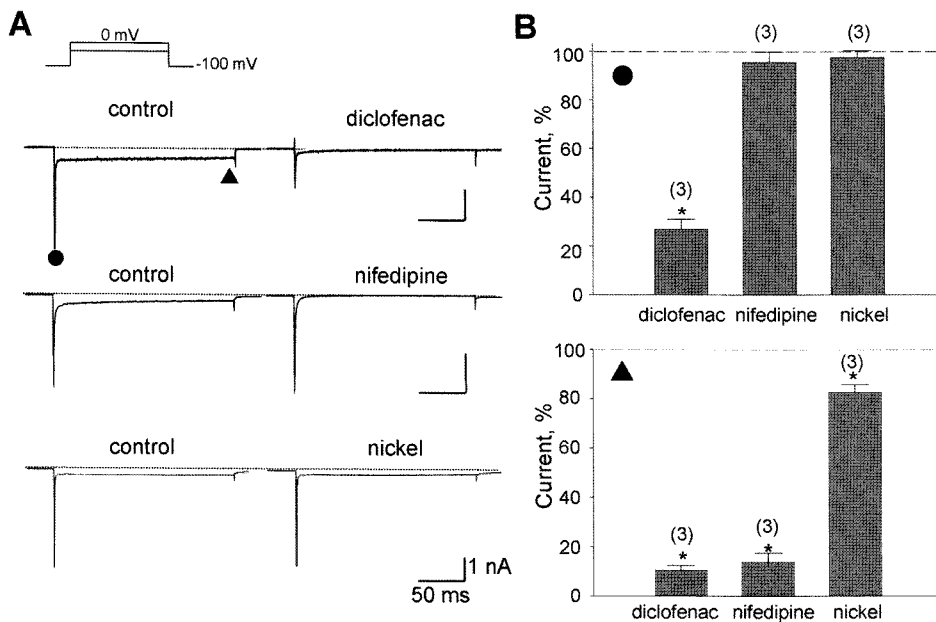 A
0 mV
-100 mV
control
diclofenac
control
nifedipine
control
nickel
1 nA
50 ms
B
(3)
(3)
100
80
60
40
20
0
Current, %
(3)
*
diclofenac
nifedipine
nickel
100
80
60
40
20
0
Current, %
(3)
*
(3)
*
(3)
*
diclofenac
nifedipine
nickel